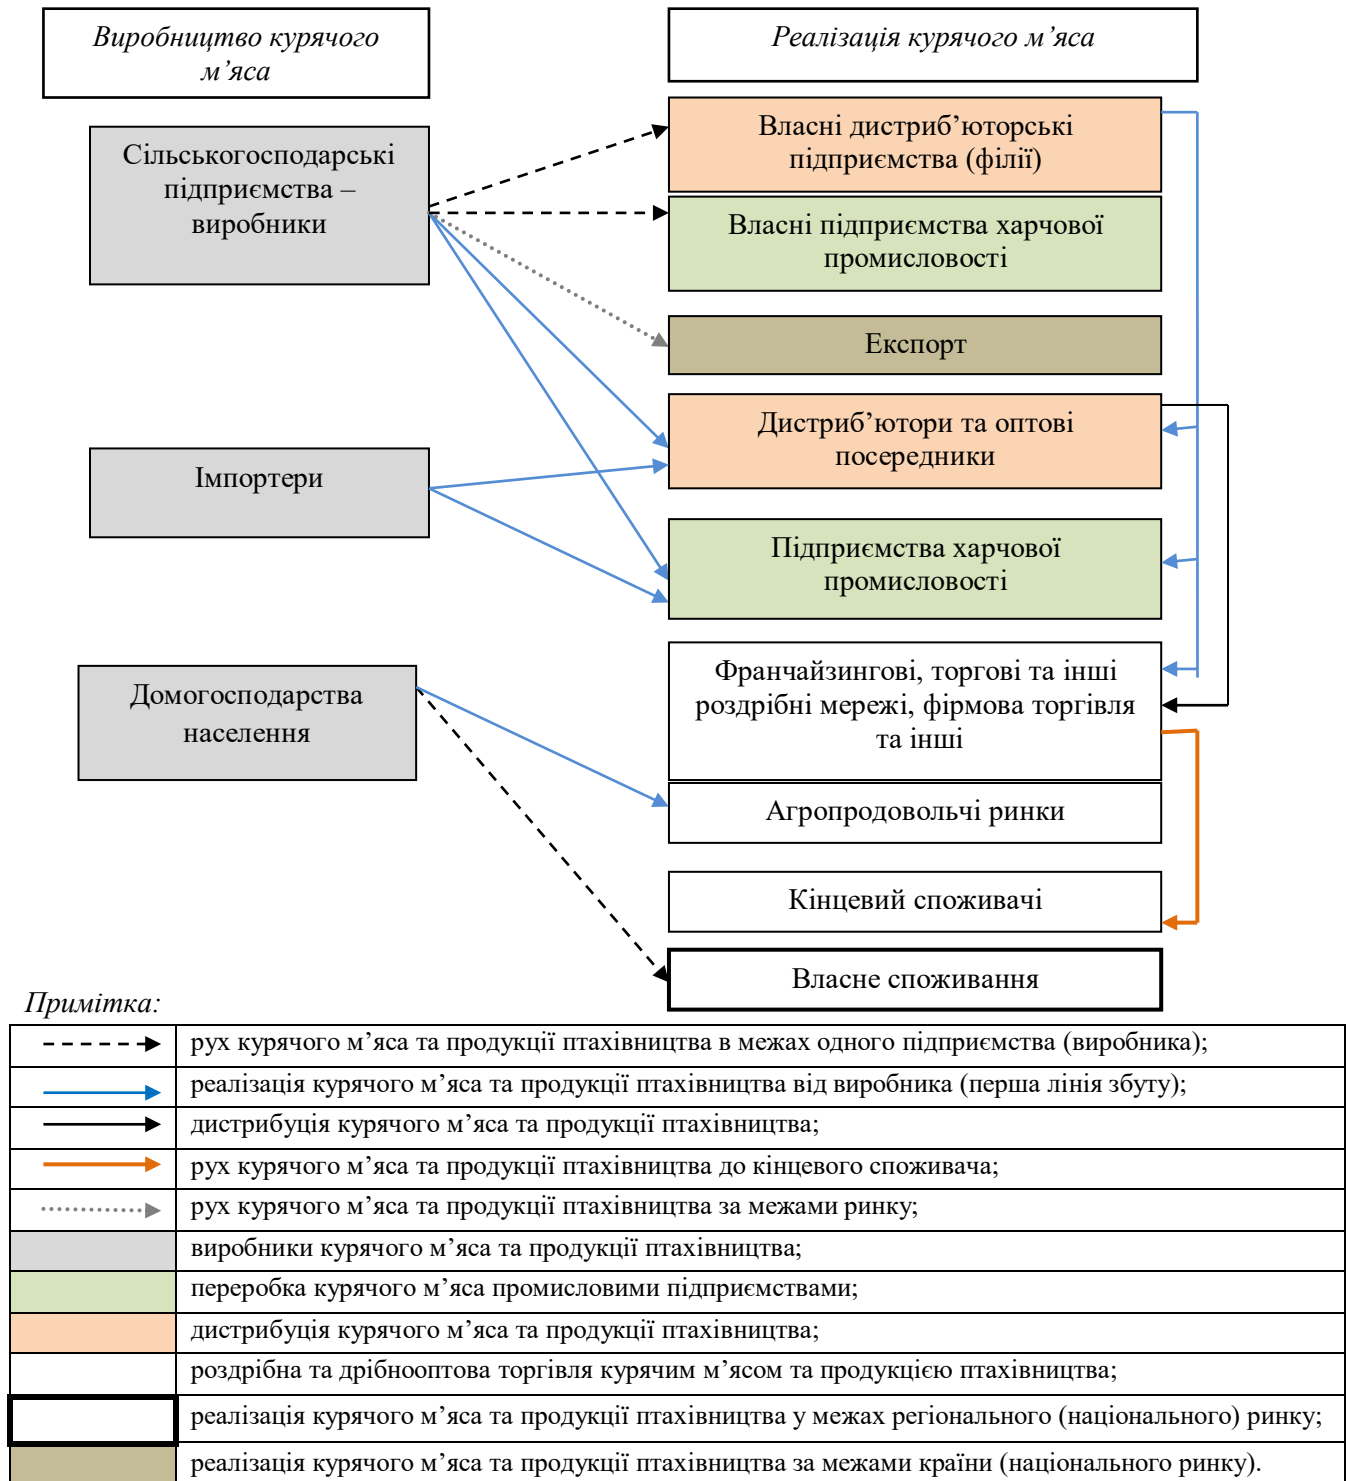 Виробництво курячого
м’яса
Реалізація курячого м’яса
Сільськогосподарські
підприємства –
виробники
Імпортери
Домогосподарства
населення
Власні дистриб’юторські
підприємства (філії)
Власні підприємства харчової
промисловості
Експорт
Дистриб’ютори та оптові
посередники
Підприємства харчової
промисловості
Франчайзингові, торгові та інші
роздрібні мережі, фірмова торгівля
та інші
Агропродовольчі ринки
Кінцевий споживачі
Власне споживання
Примітка:
рух курячого м’яса та продукції птахівництва в межах одного підприємства (виробника);
реалізація курячого м’яса та продукції птахівництва від виробника (перша лінія збуту);
дистрибуція курячого м’яса та продукції птахівництва;
рух курячого м’яса та продукції птахівництва до кінцевого споживача;
рух курячого м’яса та продукції птахівництва за межами ринку;
виробники курячого м’яса та продукції птахівництва;
переробка курячого м’яса промисловими підприємствами;
дистрибуція курячого м’яса та продукції птахівництва;
роздрібна та дрібнооптова торгівля курячим м’ясом та продукцією птахівництва;
реалізація курячого м’яса та продукції птахівництва у межах регіонального (національного) ринку;
реалізація курячого м’яса та продукції птахівництва за межами країни (національного ринку).